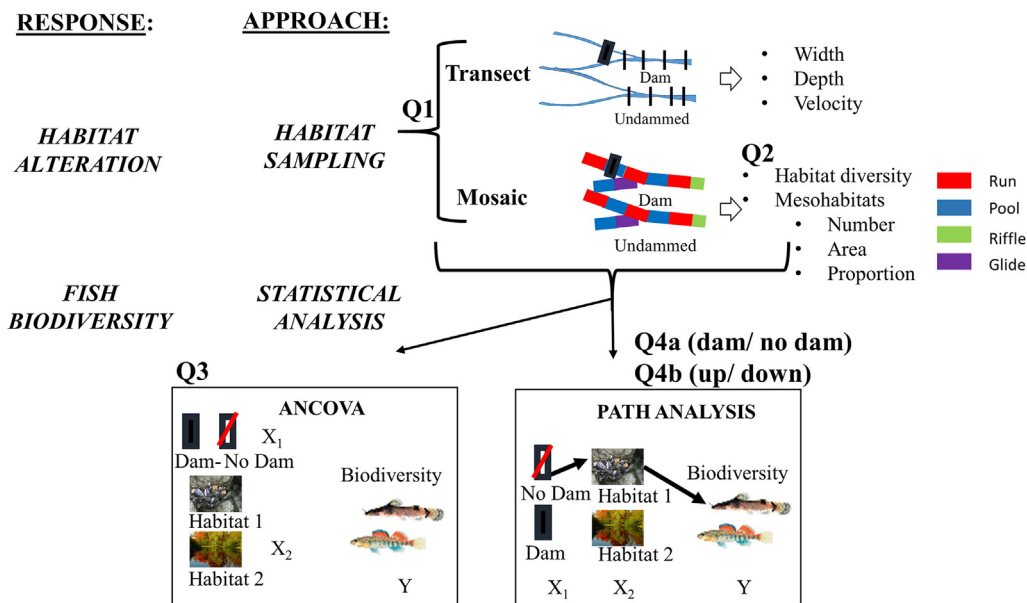 RESPONSE:
APPROACH:
HABITAT
ALTERATION
HABITAT
SAMPLING
Q1
Transect
Dam
Undammed
• Width
• Depth
• Velocity
Mosaic
Dam
Undammed
Q2
• Habitat diversity
• Mesohabitats
• Number
• Area
• Proportion
Run
Pool
Riffle
Glide
FISH
BIODIVERSITY
STATISTICAL
ANALYSIS
Q3
ANCOVA
X1
Dam- No Dam
Habitat 1
X2
Habitat 2
Biodiversity
Y
Q4a (dam/ no dam)
Q4b (up/ down)
PATH ANALYSIS
No Dam
Habitat 1
Biodiversity
Dam
Habitat 2
X1
X2
Y